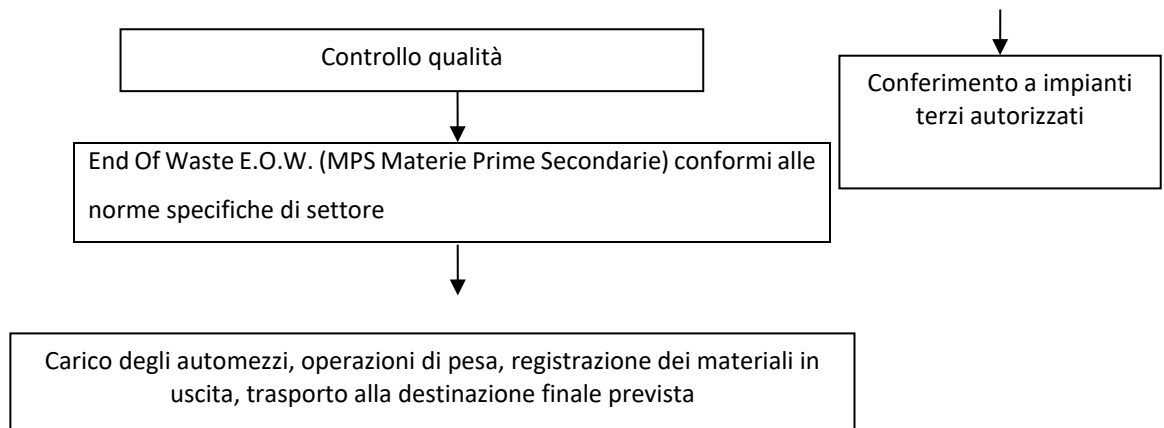 Controllo qualità
Conferimento a impianti
terzi autorizzati
End Of Waste E.O.W. (MPS Materie Prime Secondarie) conformi alle
norme specifiche di settore
Carico degli automezzi, operazioni di pesa, registrazione dei materiali in
uscita, trasporto alla destinazione finale prevista